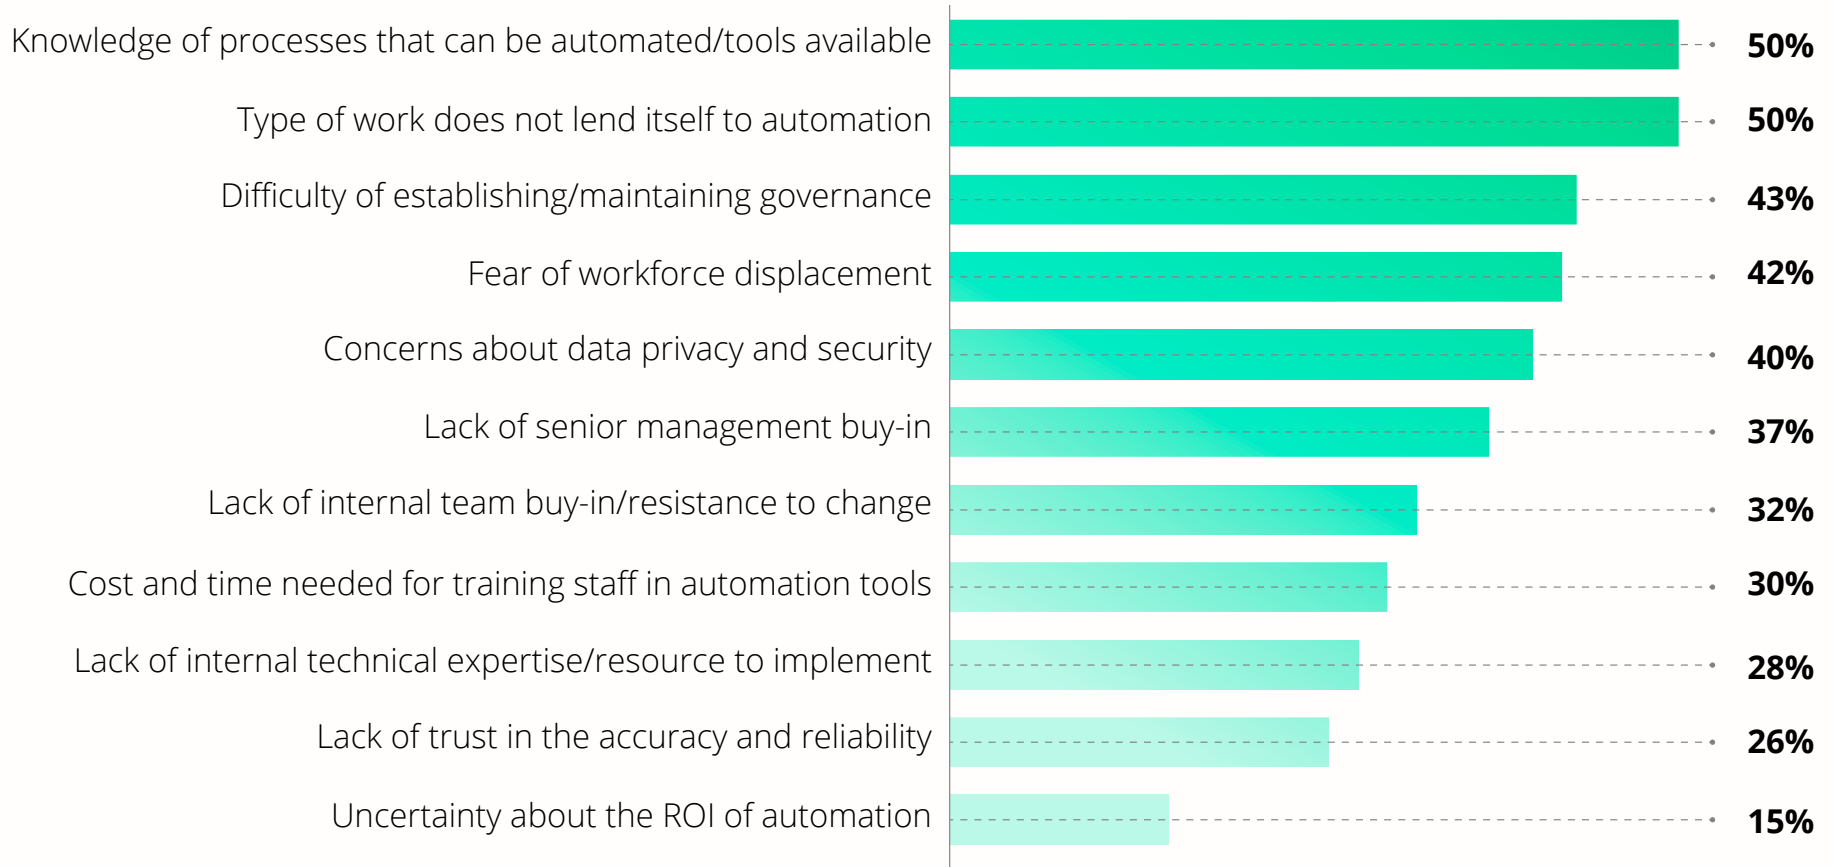 Knowledge of processes that can be automated/tools available 50%
Type of work does not lend itself to automation 50%
Difficulty of establishing/maintaining governance 43%
Fear of workforce displacement 42%
Concerns about data privacy and security 40%
Lack of senior management buy-in 37%
Lack of internal team buy-in/resistance to change 32%
Cost and time needed for training staff in automation tools 30%
Lack of internal technical expertise/resource to implement 28%
Lack of trust in the accuracy and reliability 26%
Uncertainty about the ROI of automation 15%